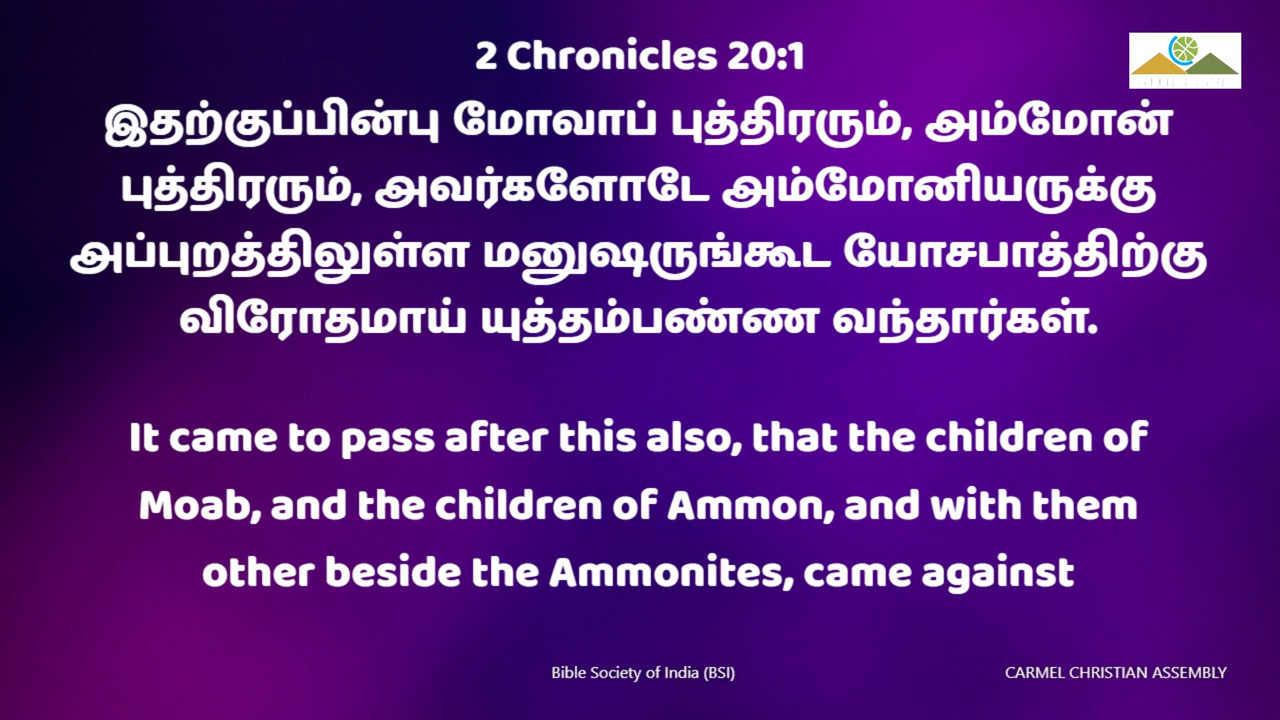 2 Chronicles 20:1
இதற்குப்பின்பு மோவாப் புத்திரரும், அம்மோன்
புத்திரரும், அவர்களோடே அம்மோனியருக்கு
அப்புறத்திலுள்ள மனுஷருங்கூட யோசபாத்திற்கு
விரோதமாய் யுத்தம்பண்ண வந்தார்கள்.
It came to pass after this also, that the children of
Moab, and the children of Ammon, and with them
other beside the Ammonites, came against
Bible Society of India (BSI)
CARMEL CHRISTIAN ASSEMBLY